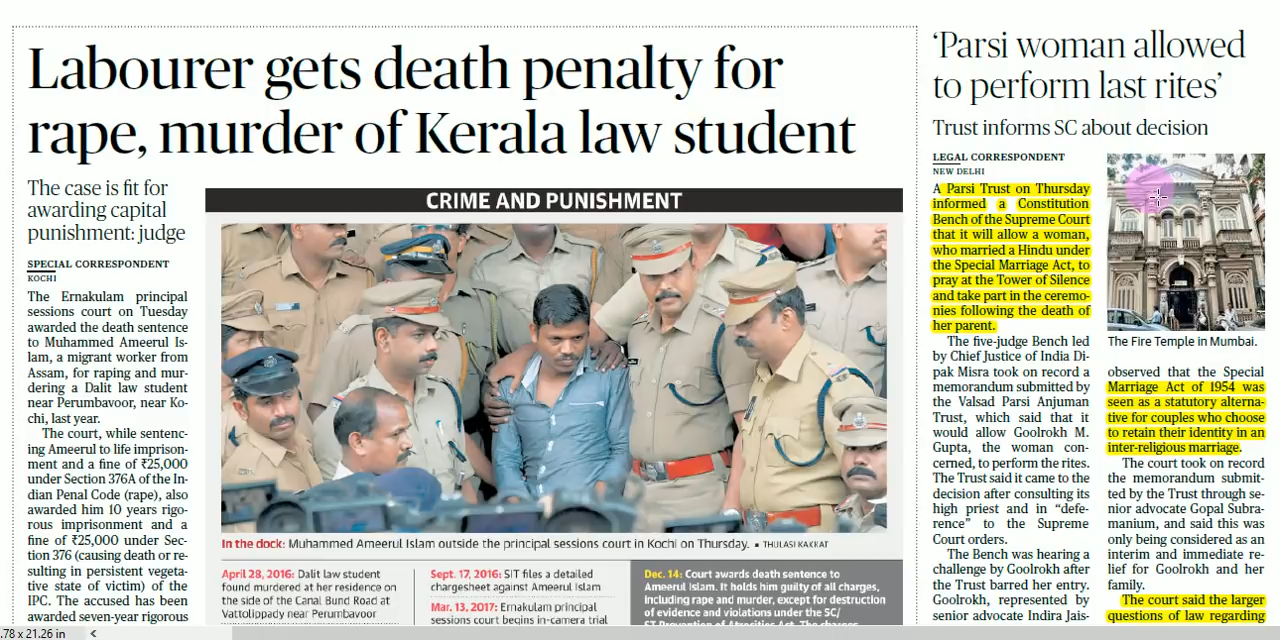 Labourer gets death penalty for
rape, murder of Kerala law student
The case is fit for
awarding capital
punishment: judge
SPECIAL CORRESPONDENT
KOCHI
The Ernakulam principal
sessions court on Tuesday
awarded the death sentence
to Muhammed Ameerul Is-
lam, a migrant worker from
Assam, for raping and mur-
dering a Dalit law student
near Perumbavoor, near Ko-
chi, last year.
The court, while sentenc-
ing Ameerul to life imprison-
ment and a fine of ₹25,000
under Section 376A of the In-
dian Penal Code (rape), also
awarded him 10 years rigo-
rous imprisonment and a
fine of ₹25,000 under Sec-
tion 376 (causing death or re-
sulting in persistent vegeta-
tive state of victim) of the
IPC. The accused has been
awarded seven-year rigorous
CRIME AND PUNISHMENT
In the dock: Muhammed Ameerul Islam outside the principal sessions court in Kochi on Thursday. ▪ THULASI KAKKAT
April 28, 2016: Dalit law student
found murdered at her residence on
the side of the Canal Bund Road at
Vattolippady near Perumbavoor
Sept. 17, 2016: SIT files a detailed
chargesheet against Ameerul Islam
Mar. 13, 2017: Ernakulam principal
sessions court begins in-camera trial
Dec. 14: Court awards death sentence to
Ameerul Islam. It holds him guilty of all charges,
including rape and murder, except for destruction
of evidence and violations under the SC/
ST Prevention of Atrocities Act. The charges
‘Parsi woman allowed
to perform last rites’
Trust informs SC about decision
LEGAL CORRESPONDENT
NEW DELHI
A Parsi Trust on Thursday
informed a Constitution
Bench of the Supreme Court
that it will allow a woman,
who married a Hindu under
the Special Marriage Act, to
pray at the Tower of Silence
and take part in the ceremo-
nies following the death of
her parent.
The five-judge Bench led
by Chief Justice of India Di-
pak Misra took on record a
memorandum submitted by
the Valsad Parsi Anjuman
Trust, which said that it
would allow Goolrokh M.
Gupta, the woman con-
cerned, to perform the rites.
The Trust said it came to the
decision after consulting its
high priest and in “defe-
rence” to the Supreme
Court orders.
The Bench was hearing a
challenge by Goolrokh after
the Trust barred her entry.
Goolrokh, represented by
senior advocate Indira Jais-
The Fire Temple in Mumbai.
observed that the Special
Marriage Act of 1954 was
seen as a statutory alterna-
tive for couples who choose
to retain their identity in an
inter-religious marriage.
The court took on record
the memorandum submit-
ted by the Trust through se-
nior advocate Gopal Subra-
manium, and said this was
only being considered as an
interim and immediate re-
lief for Goolrokh and her
family.
The court said the larger
questions of law regarding
.78 x 21.26 in